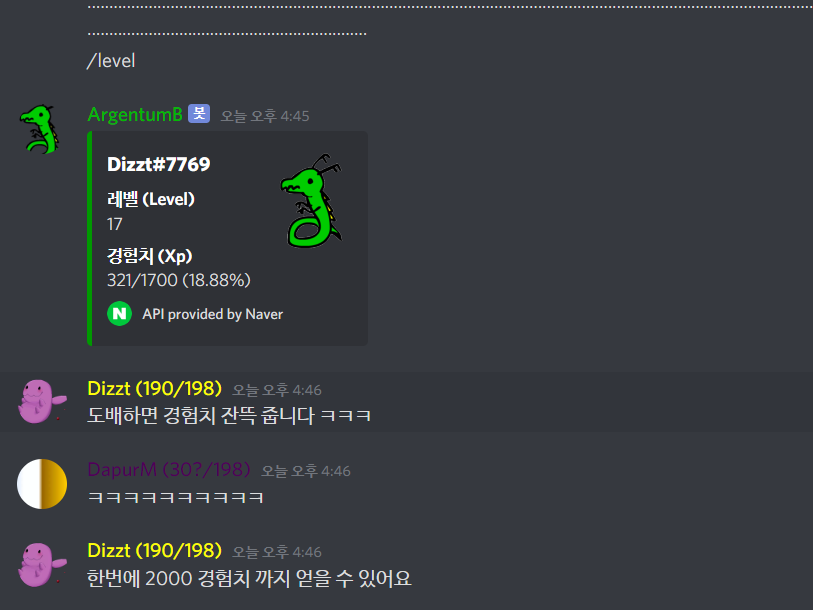 ................................................................................................................................................................
............................................................
/level
ArgentumB 봇 오늘 오후 4:45
Dizzt#7769
레벨 (Level)
17
경험치 (Xp)
321/1700 (18.88%)
N API provided by Naver
Dizzt (190/198) 오늘 오후 4:46
도배하면 경험치 잔뜩 줍니다 ㅋㅋㅋ
DapurM (30?/198) 오늘 오후 4:46
ㅋㅋㅋㅋㅋㅋㅋㅋㅋㅋ
Dizzt (190/198) 오늘 오후 4:46
한번에 2000 경험치 까지 얻을 수 있어요